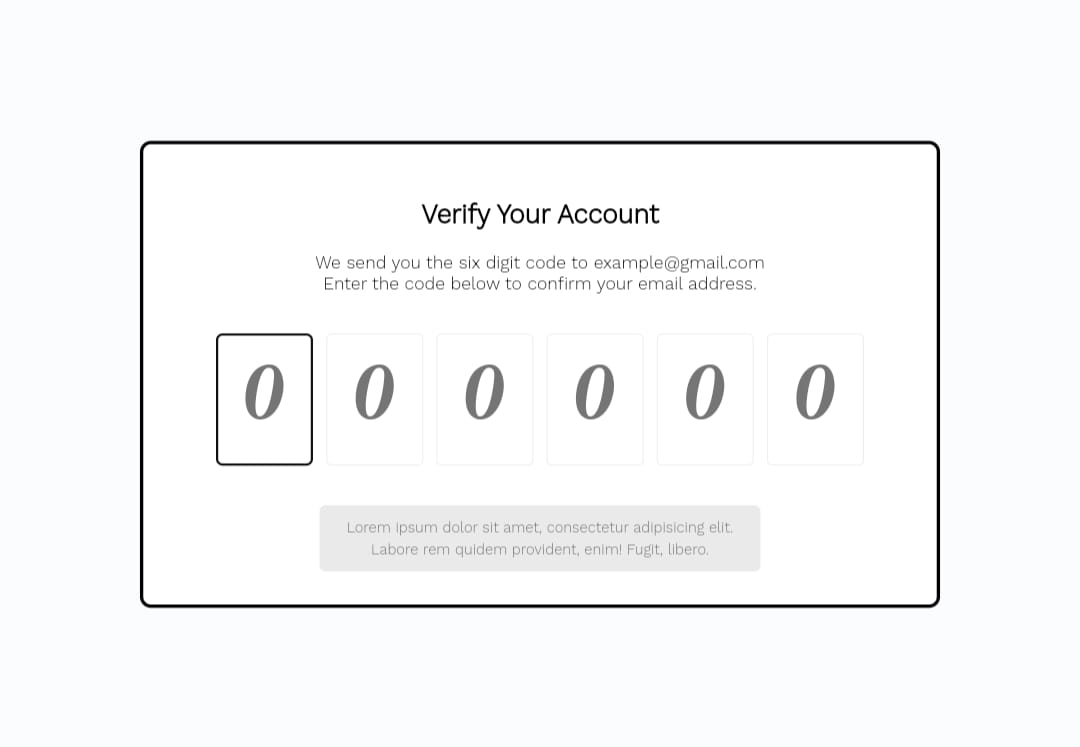 Verify Your Account
We send you the six digit code to example@gmail.com
Enter the code below to confirm your email address.
0 0 0 0 0 0
Lorem ipsum dolor sit amet, consectetur adipisicing elit.
Labore rem quidem provident, enim! Fugit, libero.